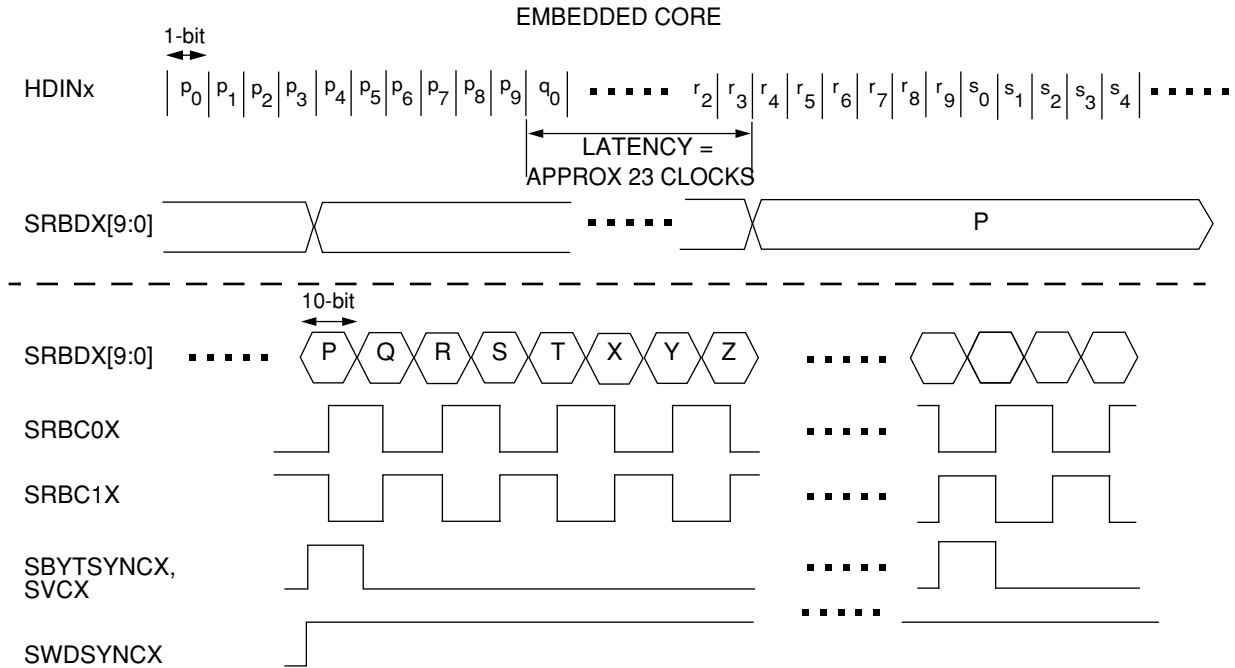 EMBEDDED CORE
1-bit
HDINx p0 p1 p2 p3 p4 p5 p6 p7 p8 p9 q0 r2 r3 r4 r5 r6 r7 r8 r9 s0 s1 s2 s3 s4
LATENCY =
APPROX 23 CLOCKS
SRBDX[9:0] P
10-bit
SRBDX[9:0] P Q R S T X Y Z
SRBC0X
SRBC1X
SBYTSYNCX,
SVCX
SWDSYNCX